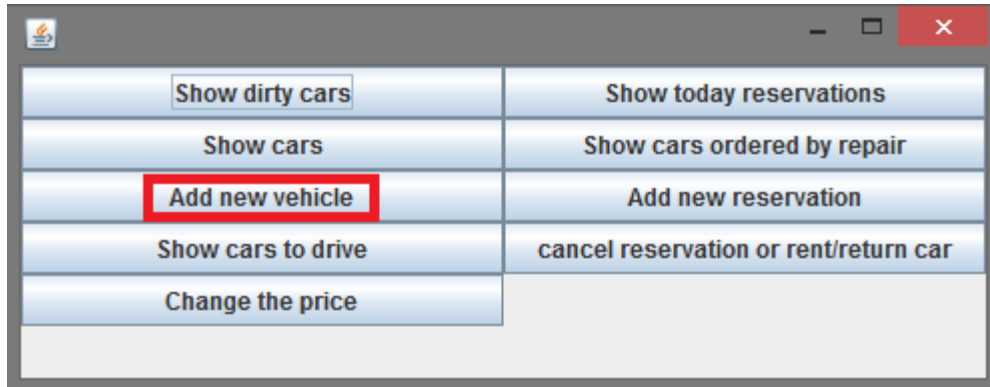 Show dirty cars
Show today reservations
Show cars
Show cars ordered by repair
Add new vehicle
Add new reservation
Show cars to drive
cancel reservation or rent/return car
Change the price